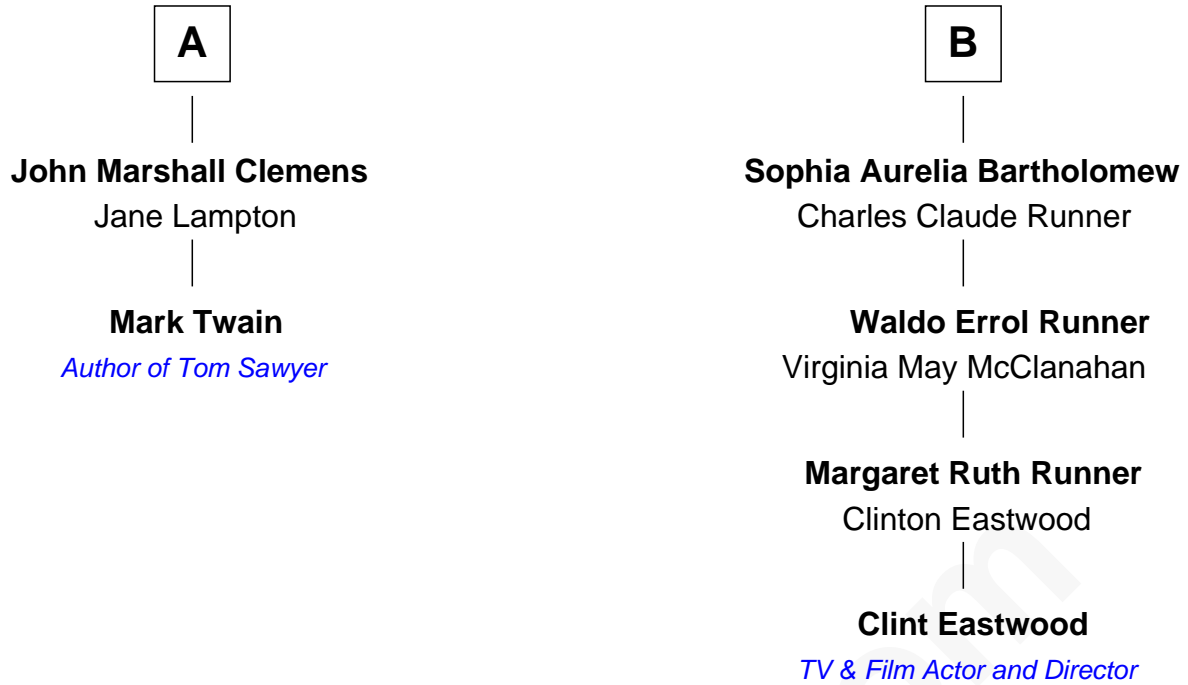 A
John Marshall Clemens
Jane Lampton
Mark Twain
Author of Tom Sawyer
B
Sophia Aurelia Bartholomew
Charles Claude Runner
Waldo Errol Runner
Virginia May McClanahan
Margaret Ruth Runner
Clinton Eastwood
Clint Eastwood
TV & Film Actor and Director